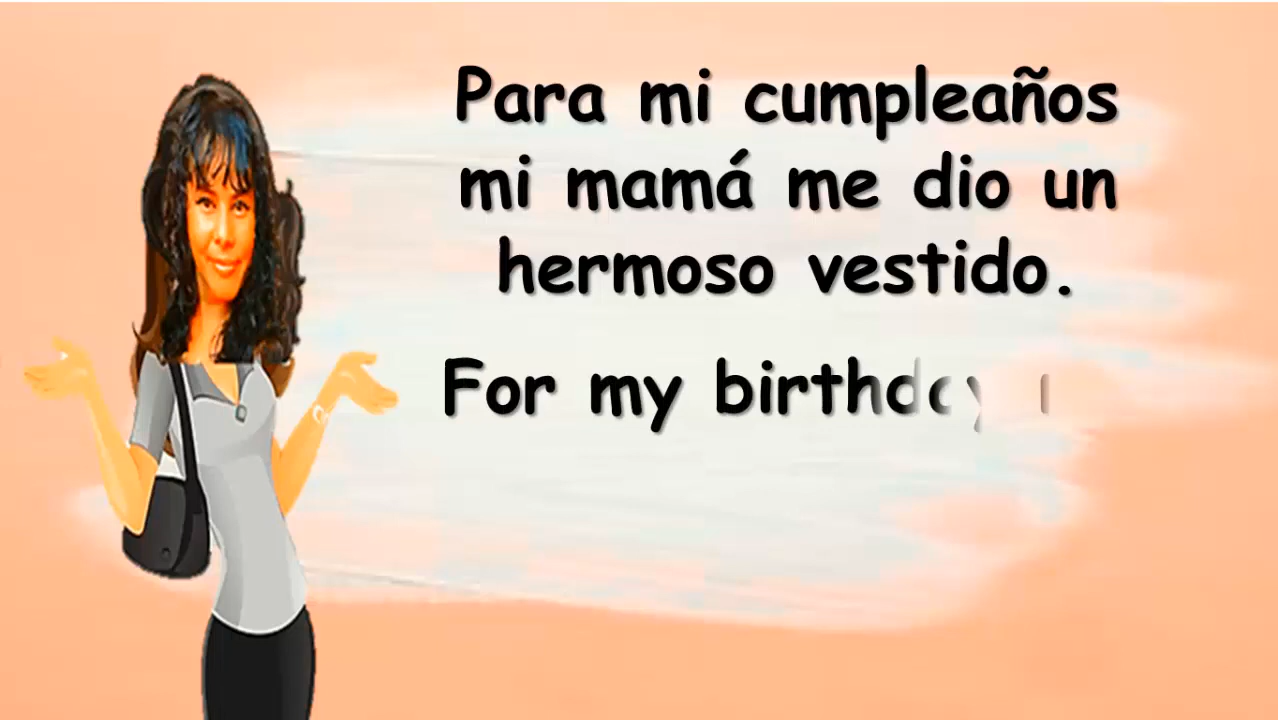 Para mi cumpleaños
mi mamá me dio un
hermoso vestido.
For my birthday